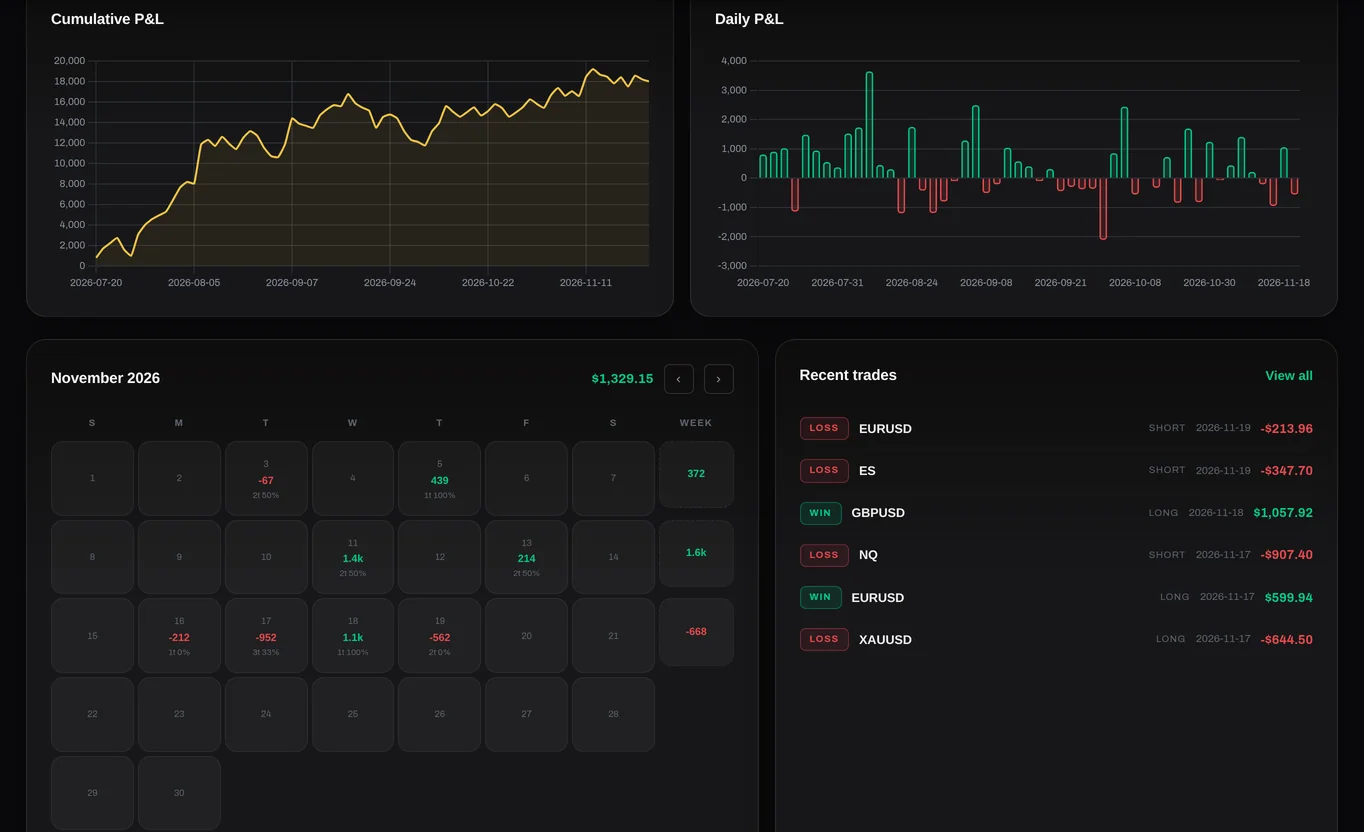 Cumulative P&L
20,000
18,000
16,000
14,000
12,000
10,000
8,000
6,000
4,000
2,000
0
2026-07-20 2026-08-05 2026-09-07 2026-09-24 2026-10-22 2026-11-11
Daily P&L
4,000
3,000
2,000
1,000
0
-1,000
-2,000
-3,000
2026-07-20 2026-07-31 2026-08-24 2026-09-08 2026-09-21 2026-10-08 2026-10-30 2026-11-18
November 2026 $1,329.15 ‹ ›
S M T W T F S WEEK
1 2 3 4 5 6 7
-67 439 372
2t 50% 1t 100%
8 9 10 11 12 13 14
1.4k 214 1.6k
2t 50% 2t 50%
15 16 17 18 19 20 21
-212 -952 1.1k -562 -668
1t 0% 3t 33% 1t 100% 2t 0%
22 23 24 25 26 27 28
29 30
Recent trades View all
LOSS EURUSD SHORT 2026-11-19 -$213.96
LOSS ES SHORT 2026-11-19 -$347.70
WIN GBPUSD LONG 2026-11-18 $1,057.92
LOSS NQ SHORT 2026-11-17 -$907.40
WIN EURUSD LONG 2026-11-17 $599.94
LOSS XAUUSD LONG 2026-11-17 -$644.50